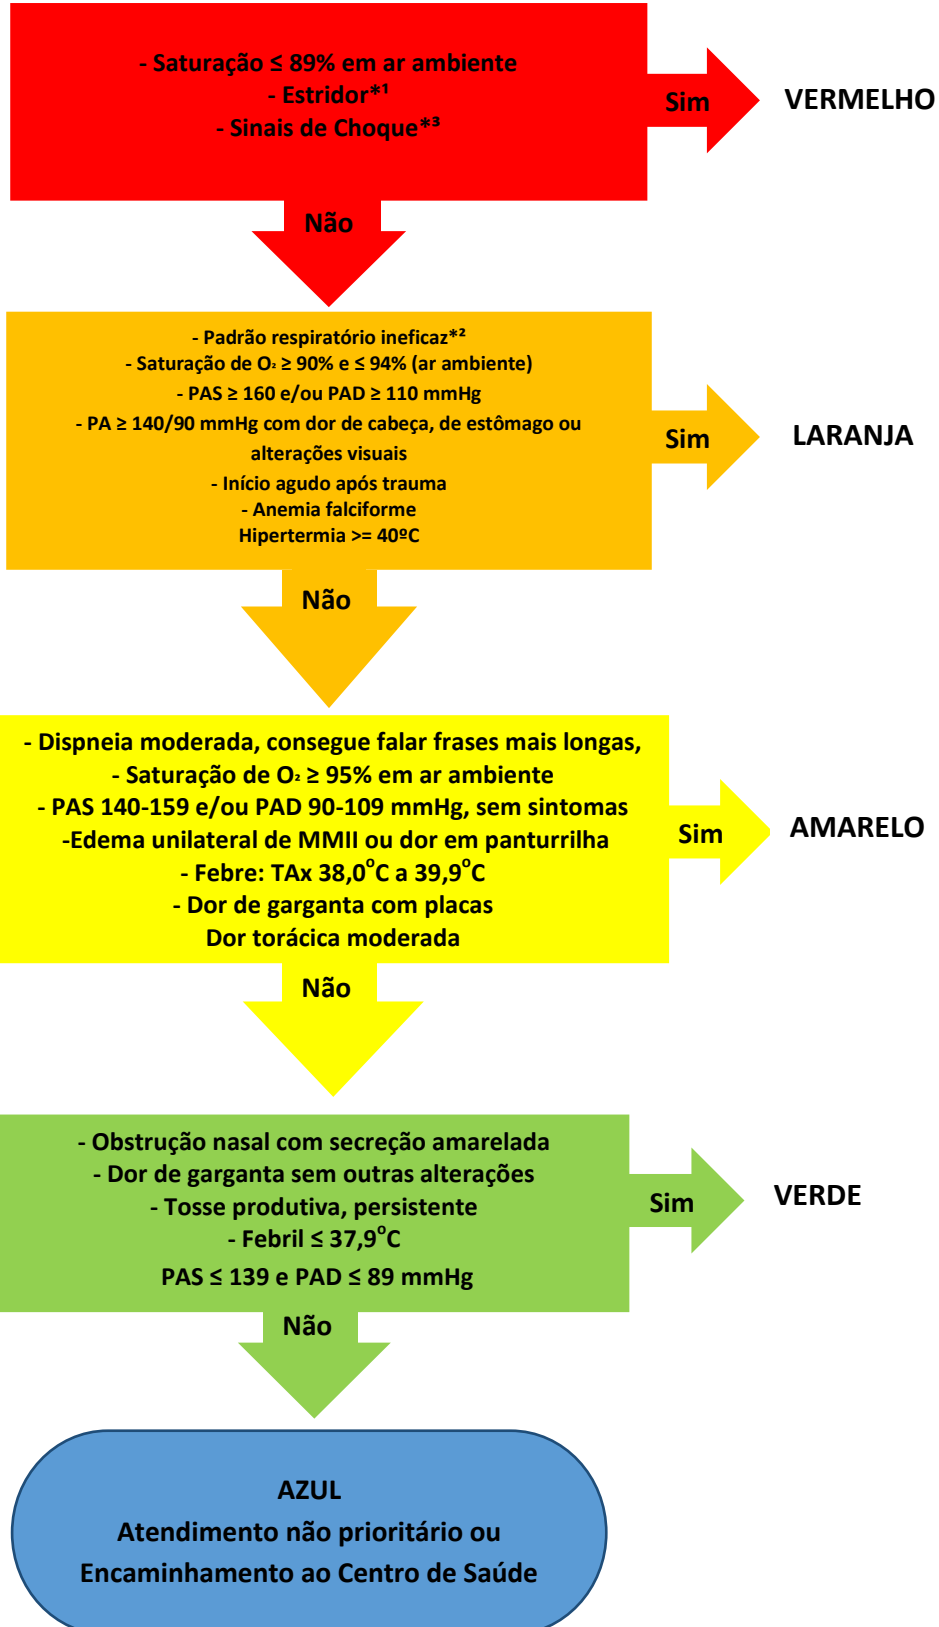 - Saturação ≤ 89% em ar ambiente
- Estridor*¹
- Sinais de Choque*³
Sim
VERMELHO
Não
- Padrão respiratório ineficaz*²
- Saturação de O₂ ≥ 90% e ≤ 94% (ar ambiente)
- PAS ≥ 160 e/ou PAD ≥ 110 mmHg
- PA ≥ 140/90 mmHg com dor de cabeça, de estômago ou
alterações visuais
- Início agudo após trauma
- Anemia falciforme
Hipertermia >= 40ºC
Sim
LARANJA
Não
- Dispneia moderada, consegue falar frases mais longas,
- Saturação de O₂ ≥ 95% em ar ambiente
- PAS 140-159 e/ou PAD 90-109 mmHg, sem sintomas
-Edema unilateral de MMII ou dor em panturrilha
- Febre: TAx 38,0°C a 39,9°C
- Dor de garganta com placas
Dor torácica moderada
Sim
AMARELO
Não
- Obstrução nasal com secreção amarelada
- Dor de garganta sem outras alterações
- Tosse produtiva, persistente
- Febril ≤ 37,9°C
PAS ≤ 139 e PAD ≤ 89 mmHg
Sim
VERDE
Não
AZUL
Atendimento não prioritário ou
Encaminhamento ao Centro de Saúde